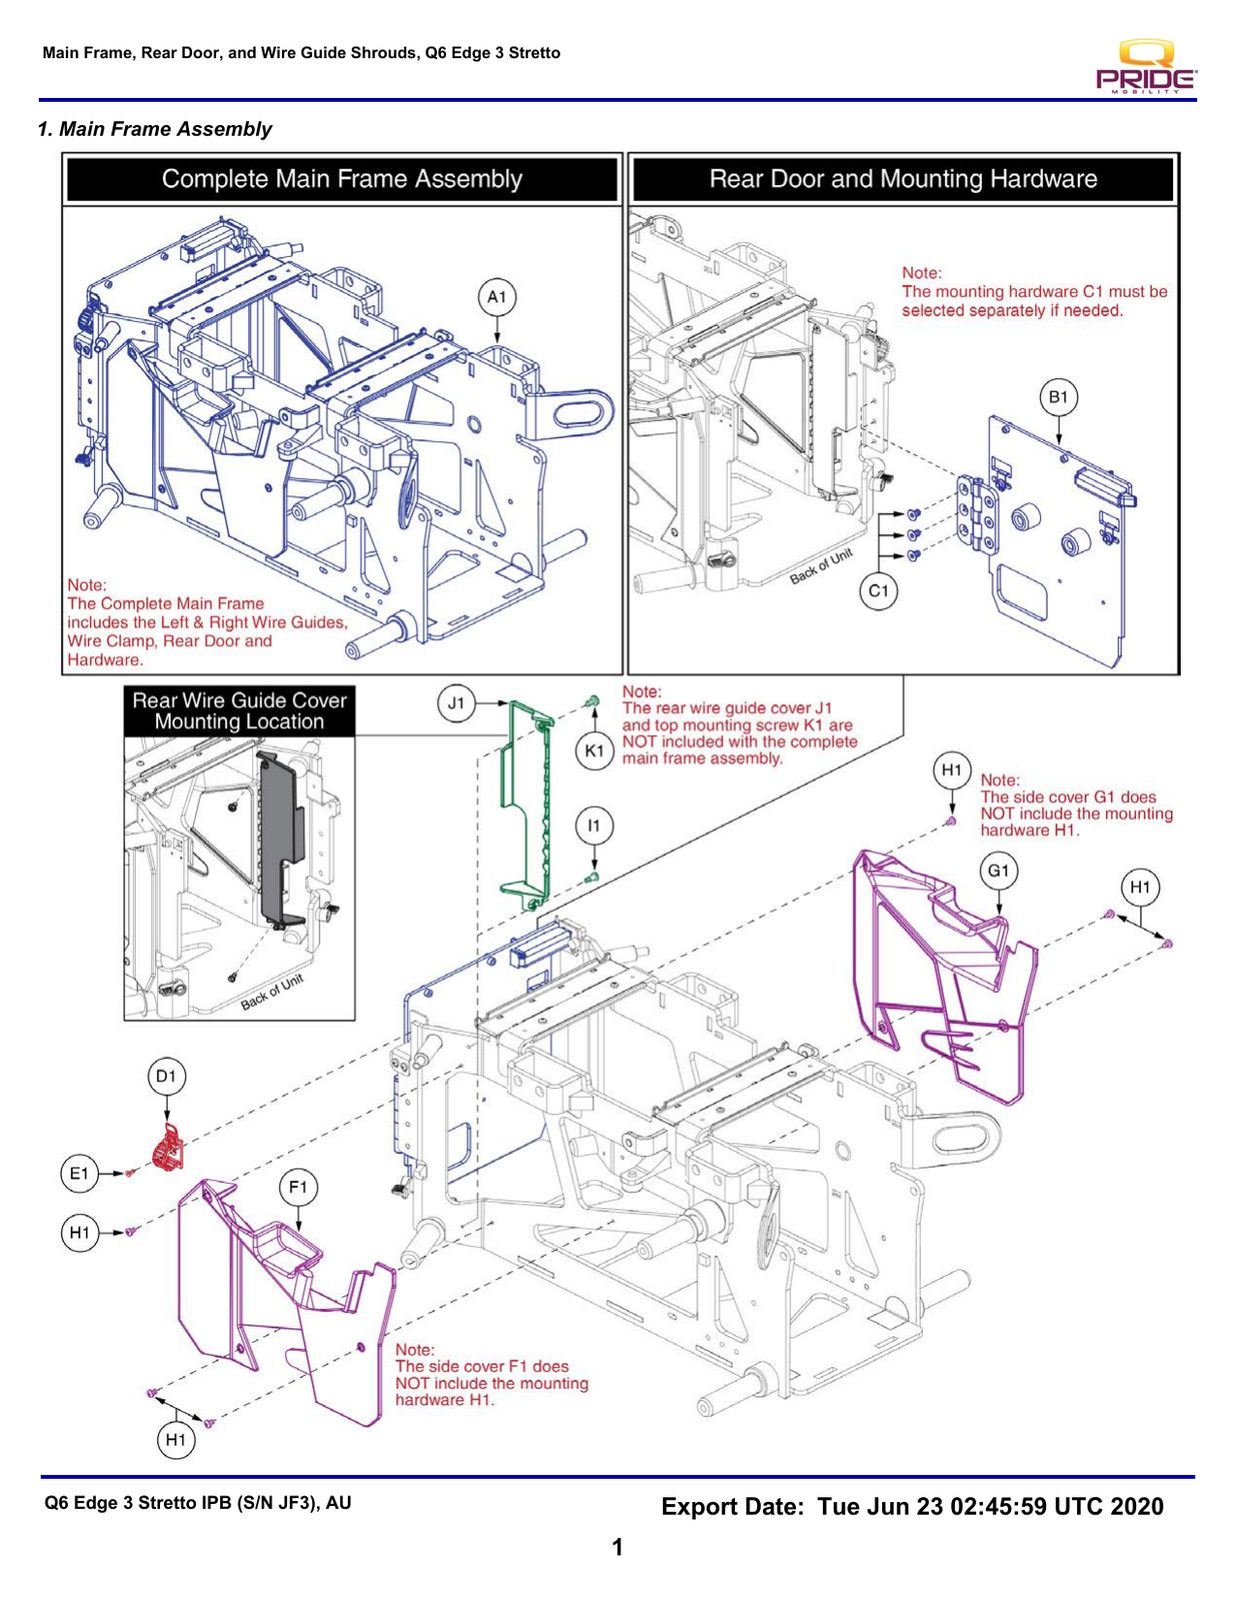 Main Frame, Rear Door, and Wire Guide Shrouds, Q6 Edge 3 Stretto
Q
PRIDE
MOBILITY®
1. Main Frame Assembly
Complete Main Frame Assembly
A1
Note:
The Complete Main Frame
includes the Left & Right Wire Guides,
Wire Clamp, Rear Door and
Hardware.
Rear Door and Mounting Hardware
Note:
The mounting hardware C1 must be
selected separately if needed.
B1
C1
Back of Unit
Rear Wire Guide Cover
Mounting Location
Back of Unit
J1
K1
Note:
The rear wire guide cover J1
and top mounting screw K1 are
NOT included with the complete
main frame assembly.
I1
H1
Note:
The side cover G1 does
NOT include the mounting
hardware H1.
G1
H1
D1
E1
F1
H1
Note:
The side cover F1 does
NOT include the mounting
hardware H1.
H1
Q6 Edge 3 Stretto IPB (S/N JF3), AU
Export Date: Tue Jun 23 02:45:59 UTC 2020
1